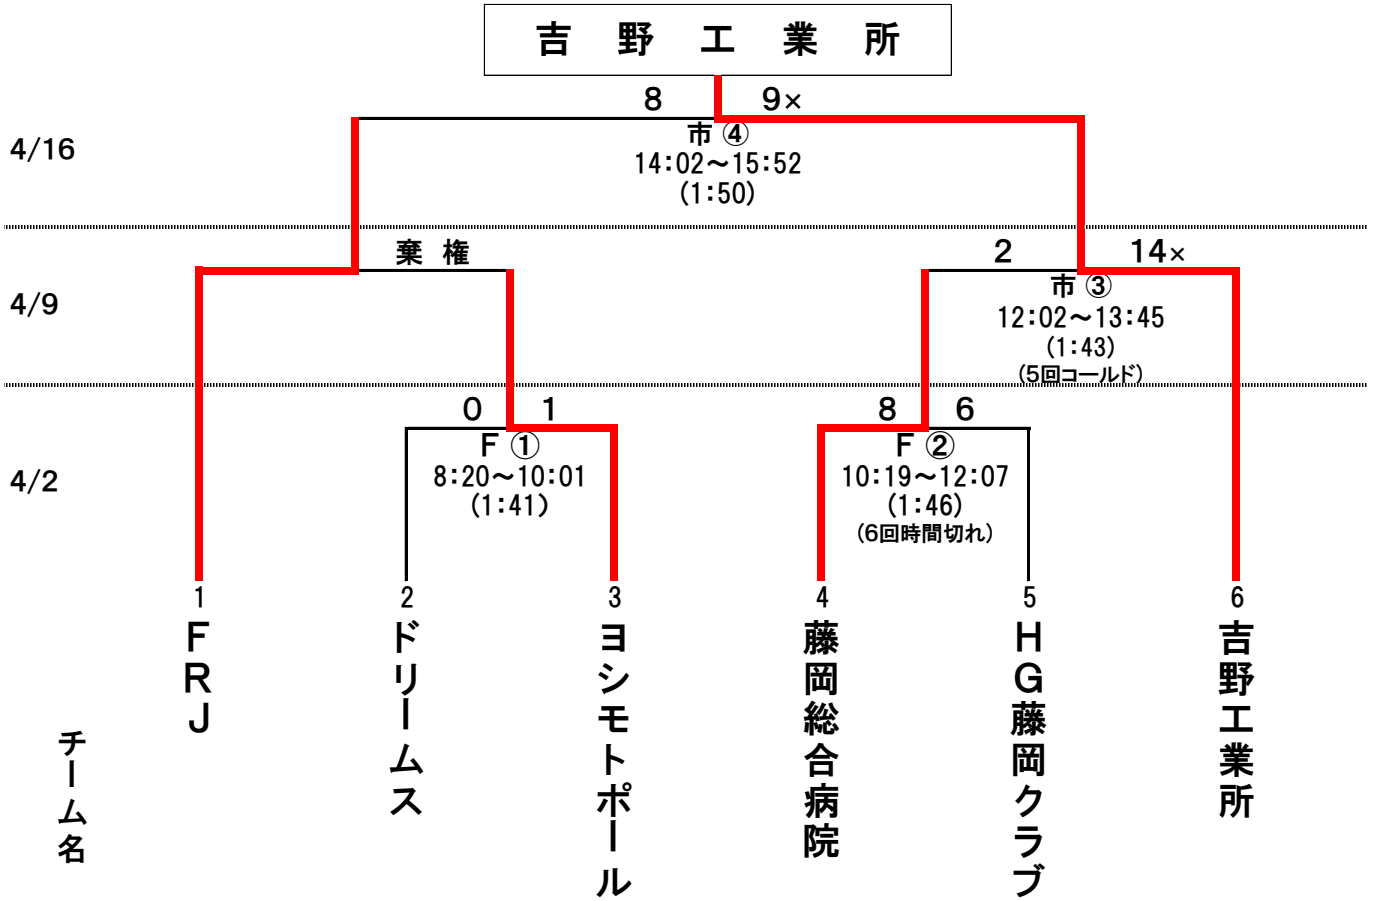 吉 野 工 業 所
8 9×
4/16
市 ④
14:02～15:52
(1:50)
棄 権
2 14×
4/9
市 ③
12:02～13:45
(1:43)
(5回コールド)
0 1
8 6
4/2
F ①
8:20～10:01
(1:41)
F ②
10:19～12:07
(1:46)
(6回時間切れ)
1 2 3 4 5 6
チーム名
FRJ
ドリームス
ヨシモトポール
藤岡総合病院
HG藤岡クラブ
吉野工業所